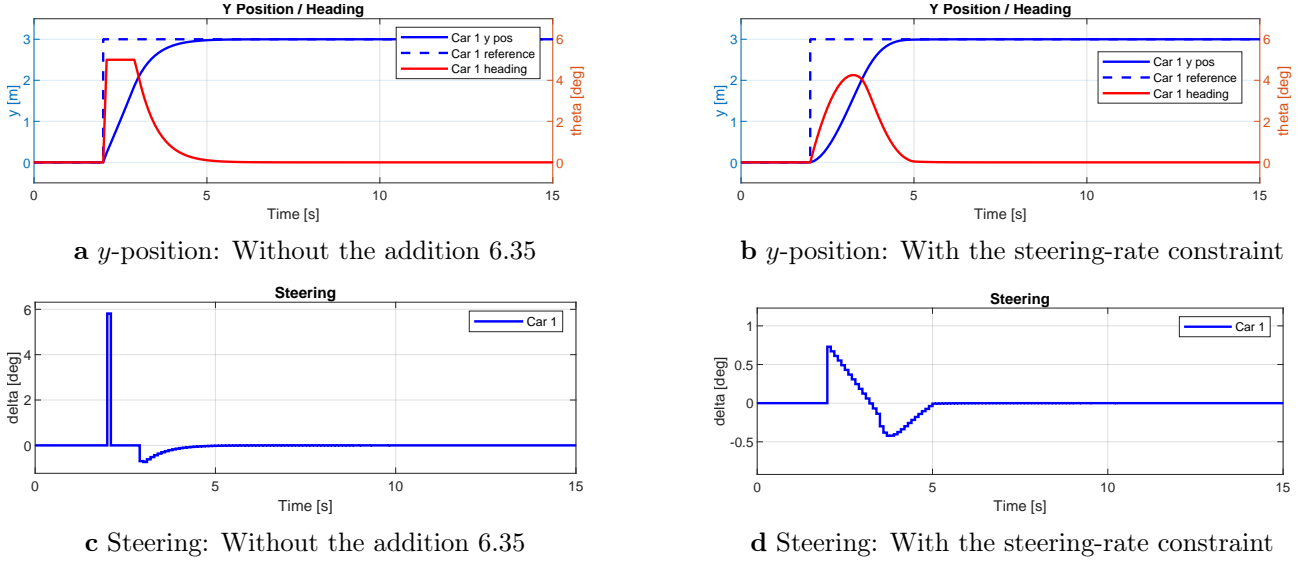 Y Position / Heading
y [m]
3
2
1
0
6
4
2
0
theta [deg]
Car 1 y pos
Car 1 reference
Car 1 heading
0
5
10
15
Time [s]
a y-position: Without the addition 6.35
Y Position / Heading
y [m]
3
2
1
0
6
4
2
0
theta [deg]
Car 1 y pos
Car 1 reference
Car 1 heading
0
5
10
15
Time [s]
b y-position: With the steering-rate constraint
Steering
delta [deg]
6
4
2
0
Car 1
0
5
10
15
Time [s]
c Steering: Without the addition 6.35
Steering
delta [deg]
1
0.5
0
-0.5
Car 1
0
5
10
15
Time [s]
d Steering: With the steering-rate constraint